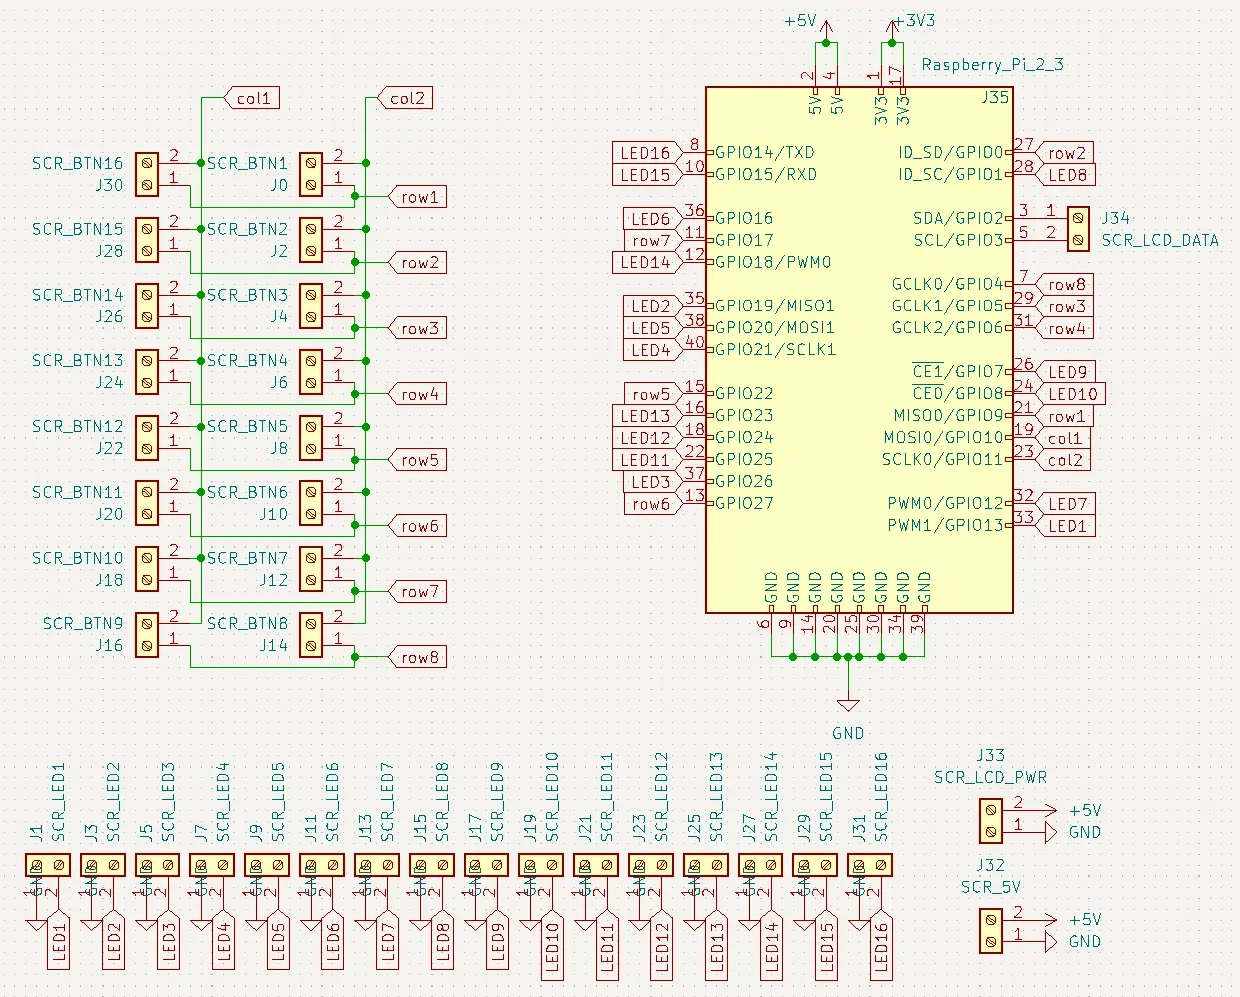 +5V +3V3
Raspberry_Pi_2_3
J35
2 4 1 17
5V 5V 3V3 3V3
col1 col2
SCR_BTN16 2 SCR_BTN1 2
J30 1 J0 1 row1
SCR_BTN15 2 SCR_BTN2 2
J28 1 J2 1 row2
SCR_BTN14 2 SCR_BTN3 2
J26 1 J4 1 row3
SCR_BTN13 2 SCR_BTN4 2
J24 1 J6 1 row4
SCR_BTN12 2 SCR_BTN5 2
J22 1 J8 1 row5
SCR_BTN11 2 SCR_BTN6 2
J20 1 J10 1 row6
SCR_BTN10 2 SCR_BTN7 2
J18 1 J12 1 row7
SCR_BTN9 2 SCR_BTN8 2
J16 1 J14 1 row8
LED16 8 GPIO14/TXD
LED15 10 GPIO15/RXD
LED6 36 GPIO16
row7 11 GPIO17
LED14 12 GPIO18/PWM0
LED2 35 GPIO19/MISO1
LED5 38 GPIO20/MOSI1
LED4 40 GPIO21/SCLK1
row5 15 GPIO22
LED13 16 GPIO23
LED12 18 GPIO24
LED11 22 GPIO25
LED3 37 GPIO26
row6 13 GPIO27
ID_SD/GPIO0 27 row2
ID_SC/GPIO1 28 LED8
SDA/GPIO2 3 1 J34
SCL/GPIO3 5 2 SCR_LCD_DATA
GCLK0/GPIO4 7 row8
GCLK1/GPIO5 29 row3
GCLK2/GPIO6 31 row4
CE1/GPIO7 26 LED9
CE0/GPIO8 24 LED10
MISO0/GPIO9 21 row1
MOSI0/GPIO10 19 col1
SCLK0/GPIO11 23 col2
PWM0/GPIO12 32 LED7
PWM1/GPIO13 33 LED1
GND GND GND GND GND GND GND GND
6 9 14 20 25 30 34 39
GND
J1 SCR_LED1 J3 SCR_LED2 J5 SCR_LED3 J7 SCR_LED4 J9 SCR_LED5 J11 SCR_LED6 J13 SCR_LED7 J15 SCR_LED8 J17 SCR_LED9 J19 SCR_LED10 J21 SCR_LED11 J23 SCR_LED12 J25 SCR_LED13 J27 SCR_LED14 J29 SCR_LED15 J31 SCR_LED16
GND GND GND GND GND GND GND GND GND GND GND GND GND GND GND GND
1 2 1 2 1 2 1 2 1 2 1 2 1 2 1 2 1 2 1 2 1 2 1 2 1 2 1 2 1 2 1 2
LED1 LED2 LED3 LED4 LED5 LED6 LED7 LED8 LED9 LED10 LED11 LED12 LED13 LED14 LED15 LED16
J33
SCR_LCD_PWR
2 +5V
1 GND
J32
SCR_5V
2 +5V
1 GND